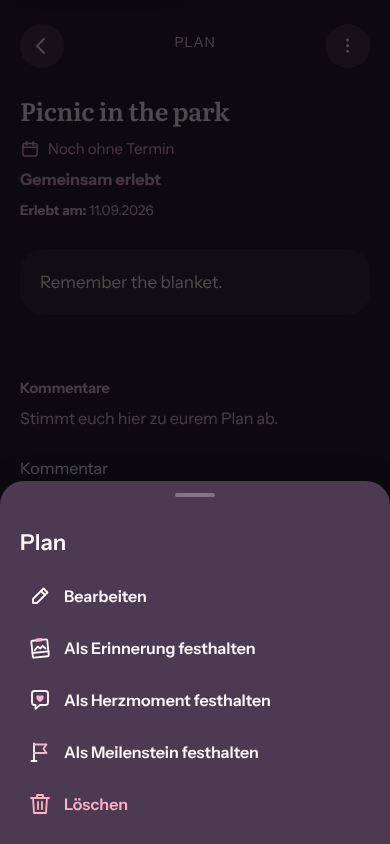 PLAN
Picnic in the park
Noch ohne Termin
Gemeinsam erlebt
Erlebt am: 11.09.2026
Remember the blanket.
Kommentare
Stimmt euch hier zu eurem Plan ab.
Kommentar
Plan
Bearbeiten
Als Erinnerung festhalten
Als Herzmoment festhalten
Als Meilenstein festhalten
Löschen